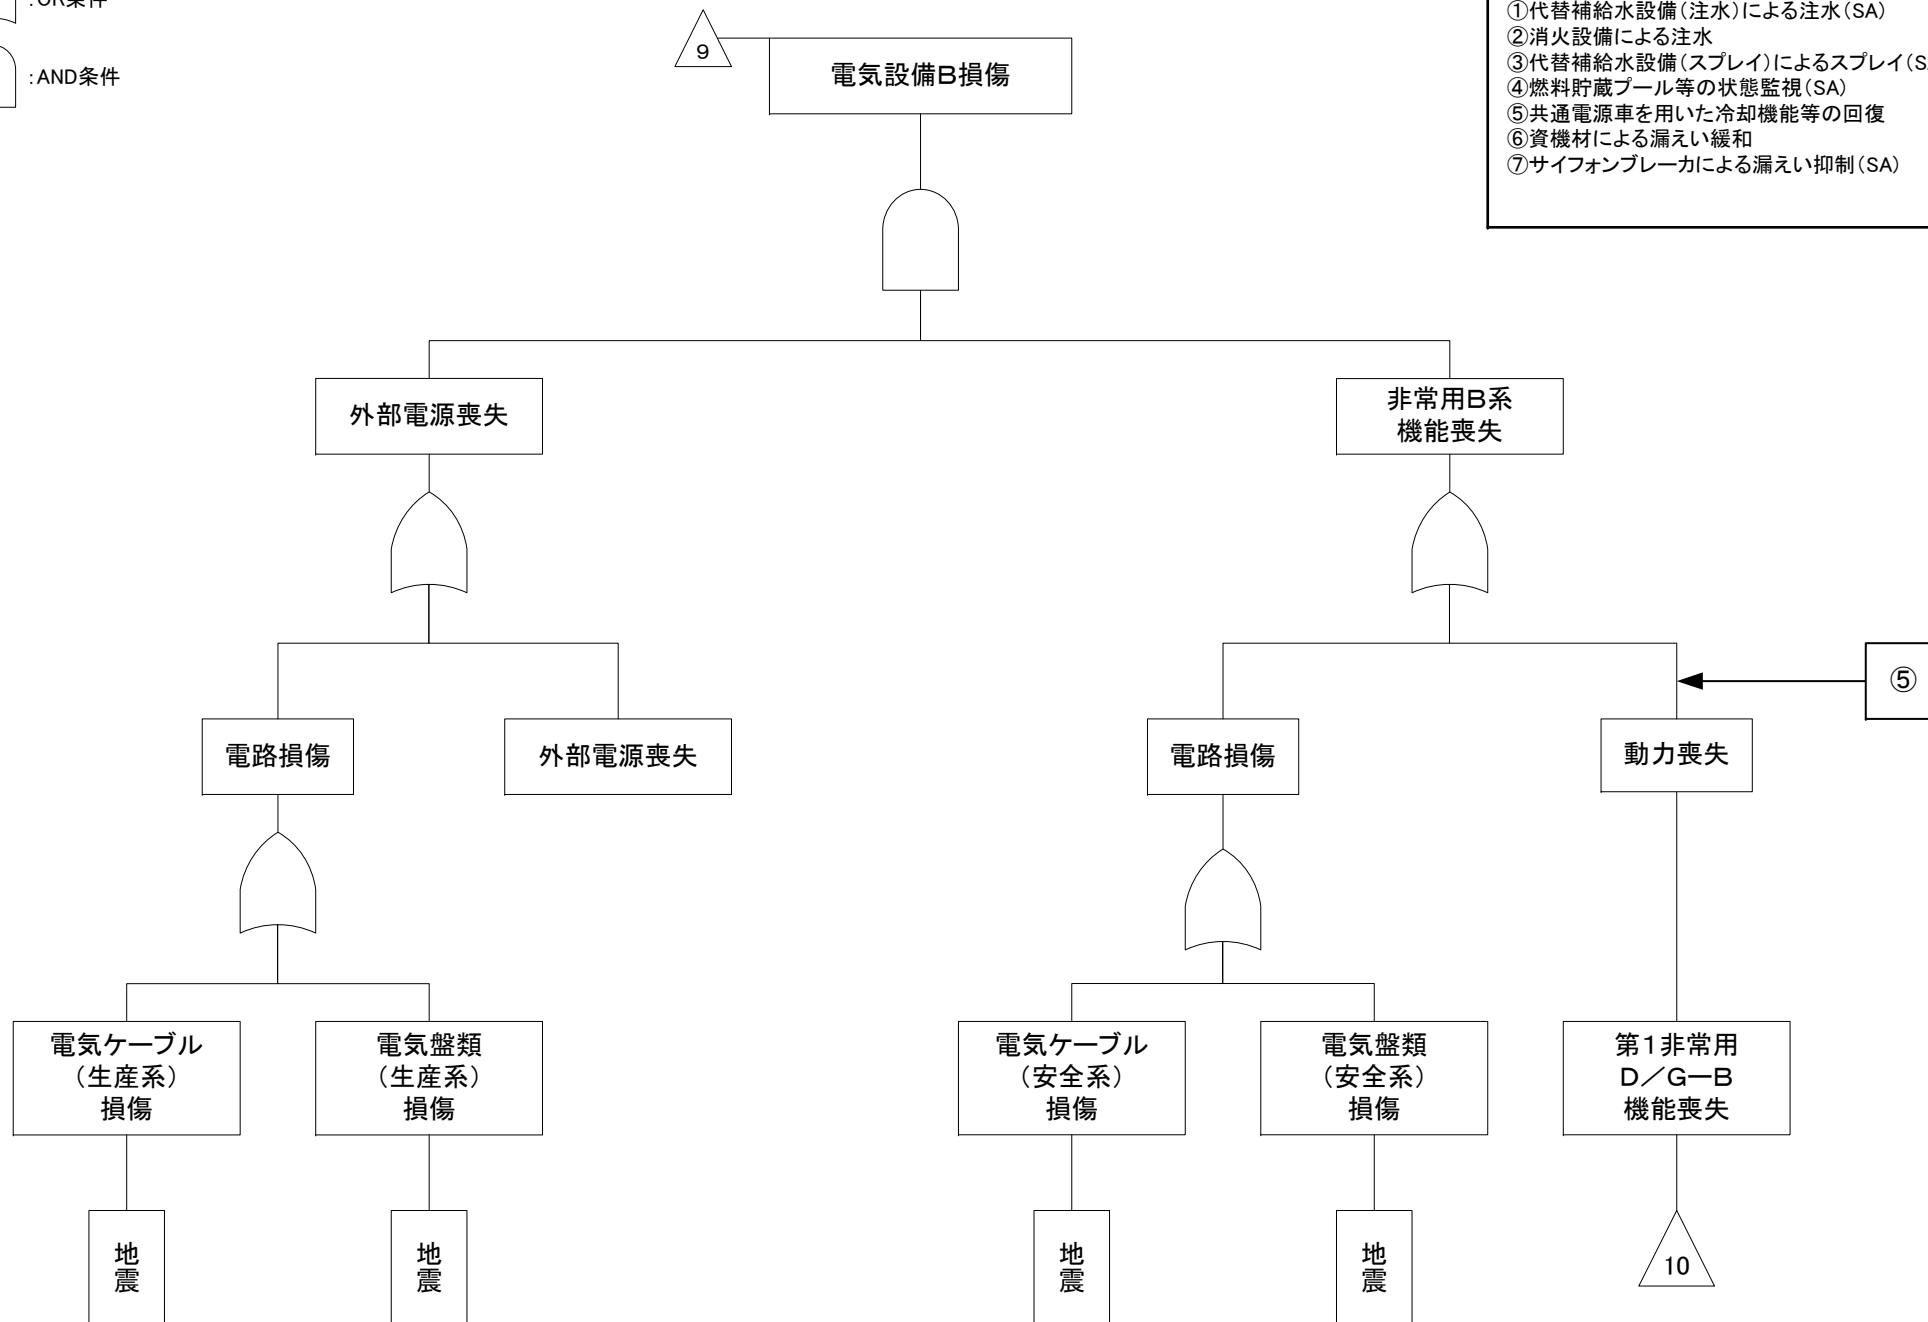 :OR条件
:AND条件
9
電気設備B損傷
①代替補給水設備(注水)による注水(SA)
②消火設備による注水
③代替補給水設備(スプレイ)によるスプレイ(S
④燃料貯蔵プール等の状態監視(SA)
⑤共通電源車を用いた冷却機能等の回復
⑥資機材による漏えい緩和
⑦サイフォンブレーカによる漏えい抑制(SA)
外部電源喪失
非常用B系
機能喪失
⑤
電路損傷
外部電源喪失
電路損傷
動力喪失
電気ケーブル
(生産系)
損傷
電気盤類
(生産系)
損傷
電気ケーブル
(安全系)
損傷
電気盤類
(安全系)
損傷
第1非常用
D/GーB
機能喪失
地震
地震
地震
地震
10